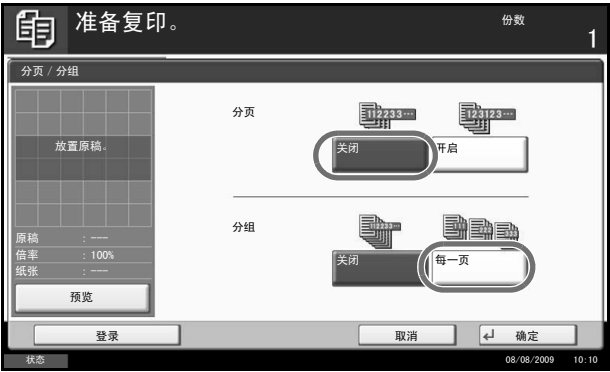 准备复印。
份数
1
分页 / 分组
放置原稿。
原稿 : ---
倍率 : 100%
纸张 : ---
预览
分页
112233···
123123···
关闭
开启
分组
关闭
每一页
登录
取消
确定
状态
08/08/2009 10:10